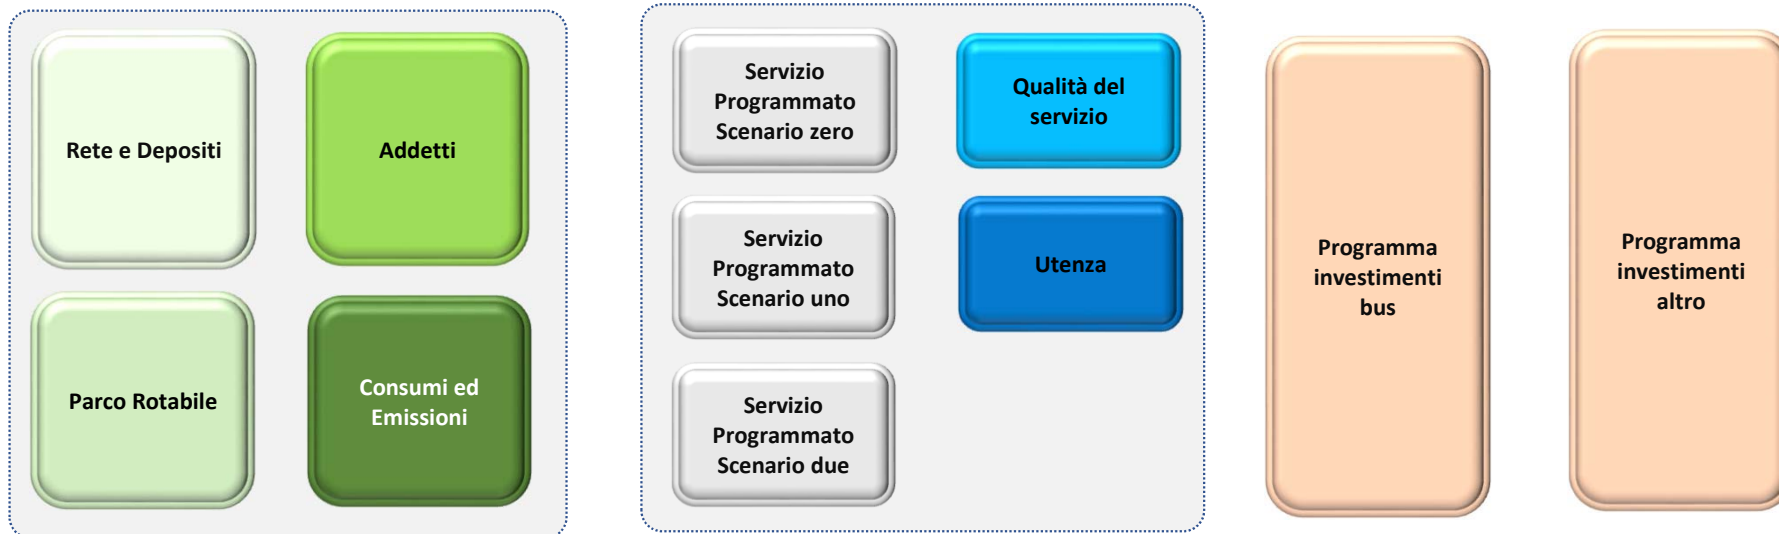 Rete e Depositi
Addetti
Parco Rotabile
Consumi ed
Emissioni
Servizio
Programmato
Scenario zero
Qualità del
servizio
Servizio
Programmato
Scenario uno
Utenza
Servizio
Programmato
Scenario due
Programma
investimenti
bus
Programma
investimenti
altro